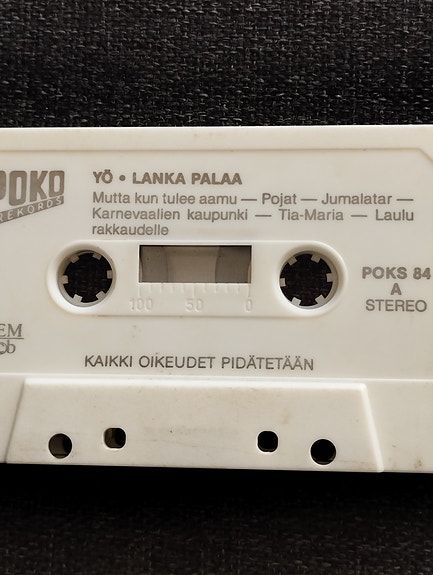 POKO
REKORDS
YÖ • LANKA PALAA
Mutta kun tulee aamu — Pojat — Jumalatar —
Karnevaalien kaupunki — Tia-Maria — Laulu
rakkaudelle
POKS 84
A
STEREO
100 50 0
KAIKKI OIKEUDET PIDÄTETÄÄN